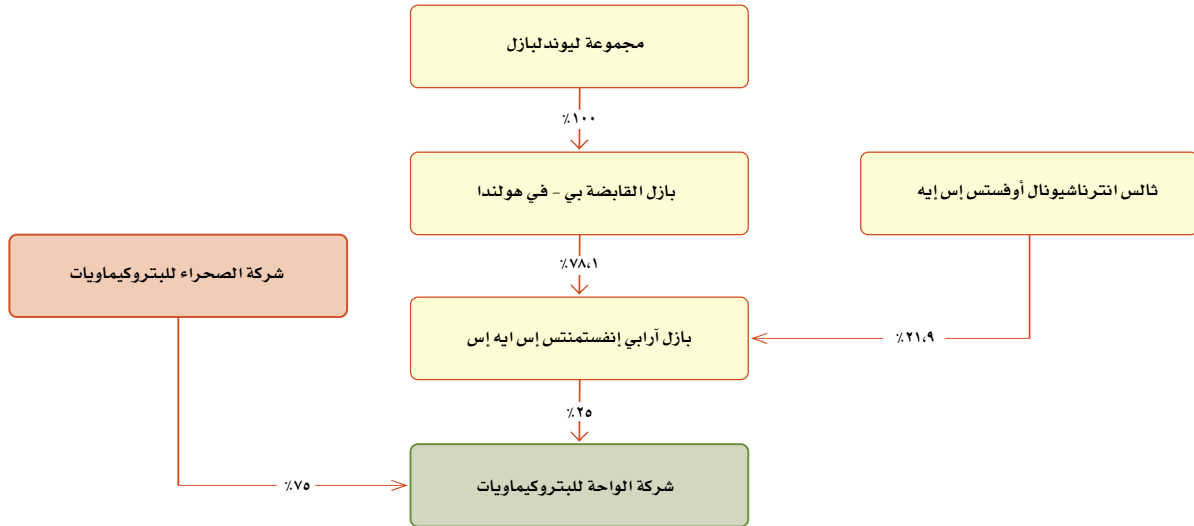 مجموعة ليوندلبازل
٪١٠٠
بازل القابضة بي - في هولندا
ثالس انترناشيونال أوفستس إس إيه
٪٧٨،١
شركة الصحراء للبتروكيماويات
بازل آرابي إنفستمنتس إس ايه إس
٪٢١،٩
٪٢٥
شركة الواحة للبتروكيماويات
٪٧٥